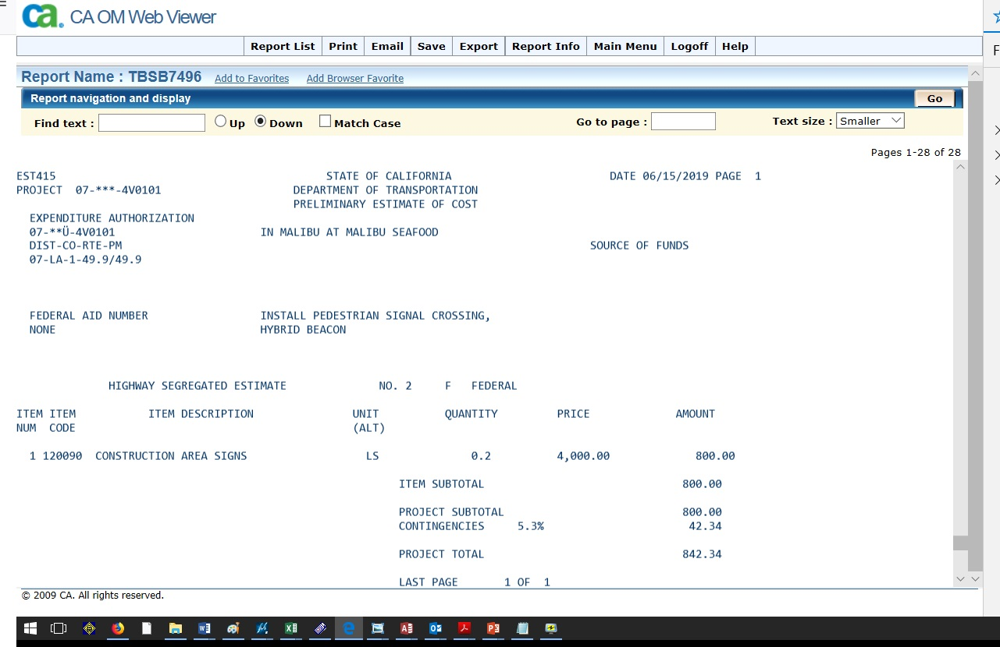 ca. CA OM Web Viewer
Report List Print Email Save Export Report Info Main Menu Logoff Help
Report Name : TBSB7496 Add to Favorites Add Browser Favorite
Report navigation and display Go
Find text : Up Down Match Case Go to page : Text size : Smaller
Pages 1-28 of 28
EST415 STATE OF CALIFORNIA DATE 06/15/2019 PAGE 1
PROJECT 07-***-4V0101 DEPARTMENT OF TRANSPORTATION
PRELIMINARY ESTIMATE OF COST
EXPENDITURE AUTHORIZATION
07-**Ü-4V0101 IN MALIBU AT MALIBU SEAFOOD
DIST-CO-RTE-PM SOURCE OF FUNDS
07-LA-1-49.9/49.9
FEDERAL AID NUMBER INSTALL PEDESTRIAN SIGNAL CROSSING,
NONE HYBRID BEACON
HIGHWAY SEGREGATED ESTIMATE NO. 2 F FEDERAL
ITEM ITEM ITEM DESCRIPTION UNIT QUANTITY PRICE AMOUNT
NUM CODE (ALT)
1 120090 CONSTRUCTION AREA SIGNS LS 0.2 4,000.00 800.00
ITEM SUBTOTAL 800.00
PROJECT SUBTOTAL 800.00
CONTINGENCIES 5.3% 42.34
PROJECT TOTAL 842.34
LAST PAGE 1 OF 1
© 2009 CA. All rights reserved.